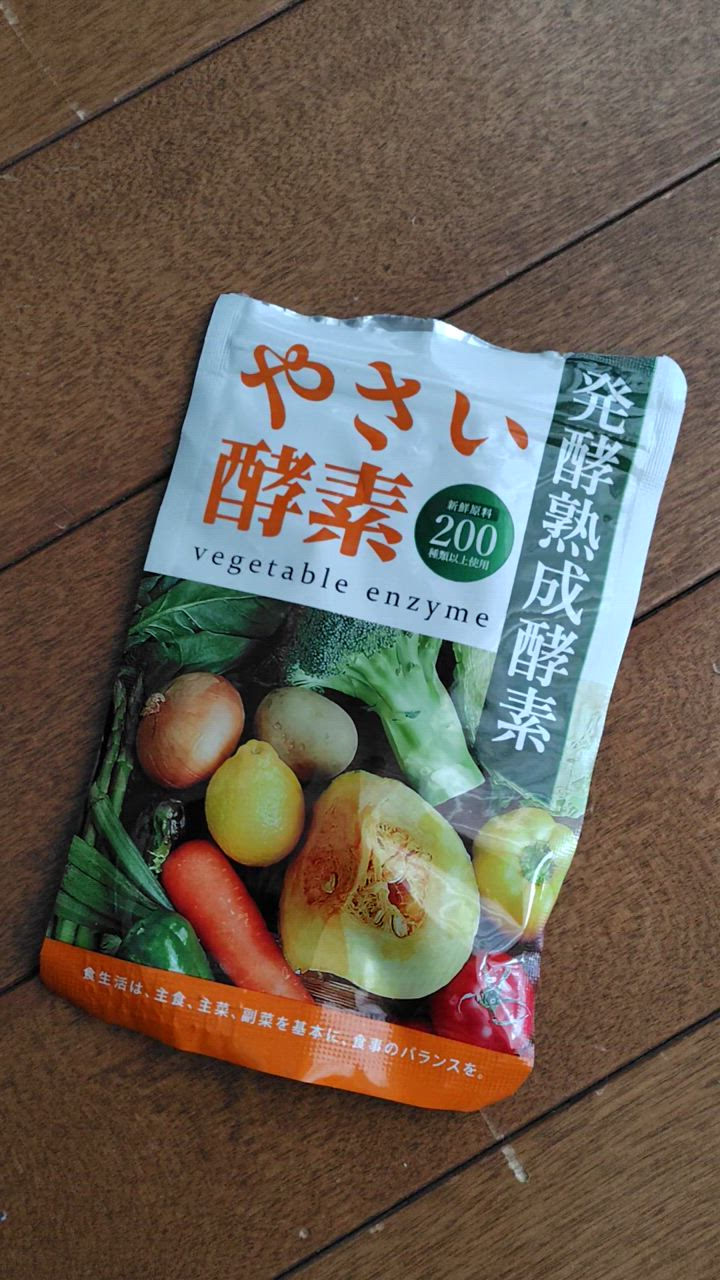 やさい
酵素
vegetable enzyme
新鮮原料
200
種類以上使用
発酵熟成酵素
食生活は、主食、主菜、副菜を基本に、食事のバランスを。